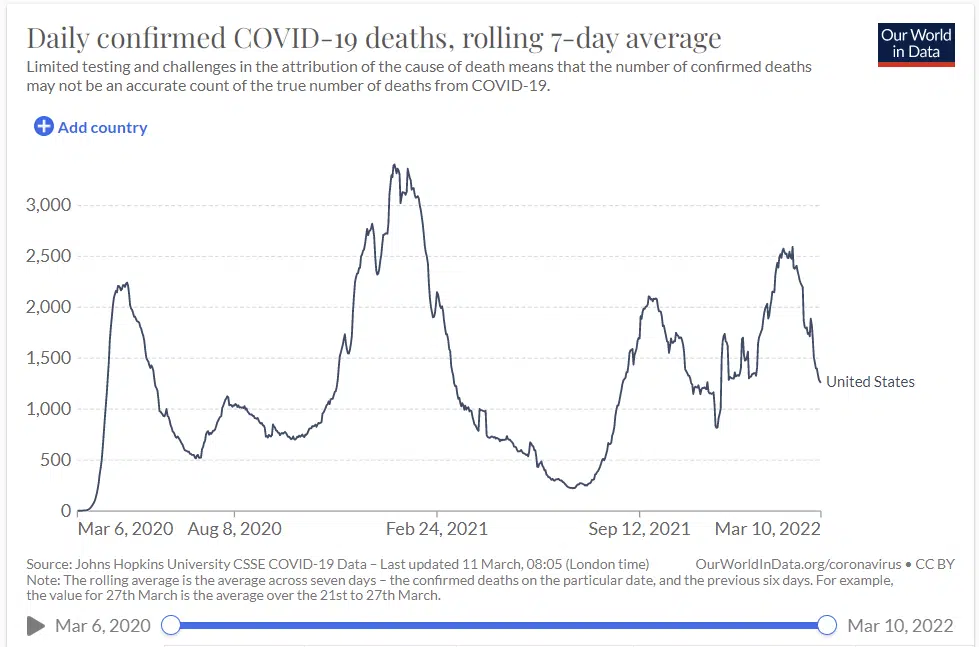 Daily confirmed COVID-19 deaths, rolling 7-day average
Our World
in Data
Limited testing and challenges in the attribution of the cause of death means that the number of confirmed deaths
may not be an accurate count of the true number of deaths from COVID-19.
Add country
3,000
2,500
2,000
1,500
1,000
500
0
United States
Mar 6, 2020 Aug 8, 2020 Feb 24, 2021 Sep 12, 2021 Mar 10, 2022
Source: Johns Hopkins University CSSE COVID-19 Data – Last updated 11 March, 08:05 (London time) OurWorldInData.org/coronavirus • CC BY
Note: The rolling average is the average across seven days – the confirmed deaths on the particular date, and the previous six days. For example,
the value for 27th March is the average over the 21st to 27th March.
Mar 6, 2020 Mar 10, 2022